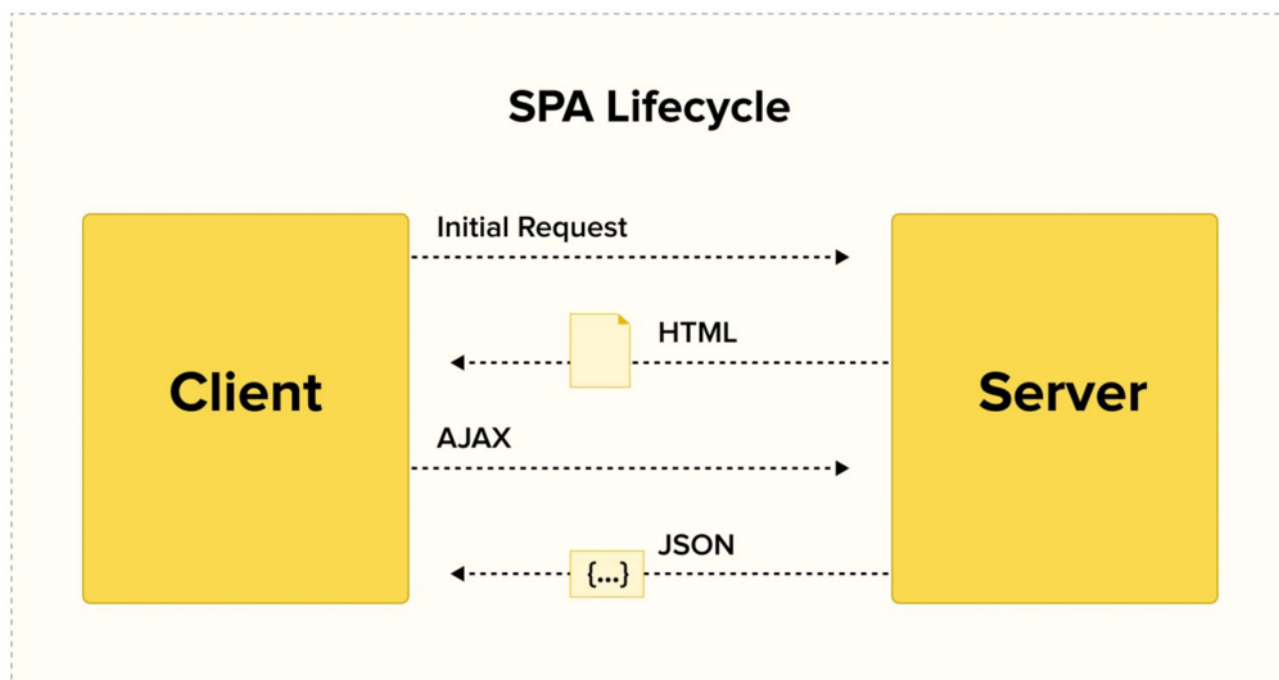 SPA Lifecycle
Initial Request
HTML
Client
Server
AJAX
JSON
{...}